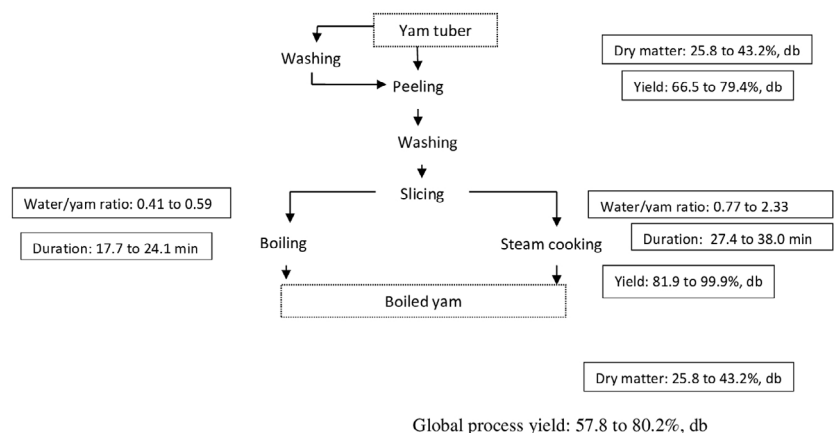 Yam tuber
Washing
Dry matter: 25.8 to 43.2%, db
Peeling
Yield: 66.5 to 79.4%, db
Washing
Slicing
Water/yam ratio: 0.41 to 0.59
Water/yam ratio: 0.77 to 2.33
Duration: 17.7 to 24.1 min
Boiling
Steam cooking
Duration: 27.4 to 38.0 min
Yield: 81.9 to 99.9%, db
Boiled yam
Dry matter: 25.8 to 43.2%, db
Global process yield: 57.8 to 80.2%, db